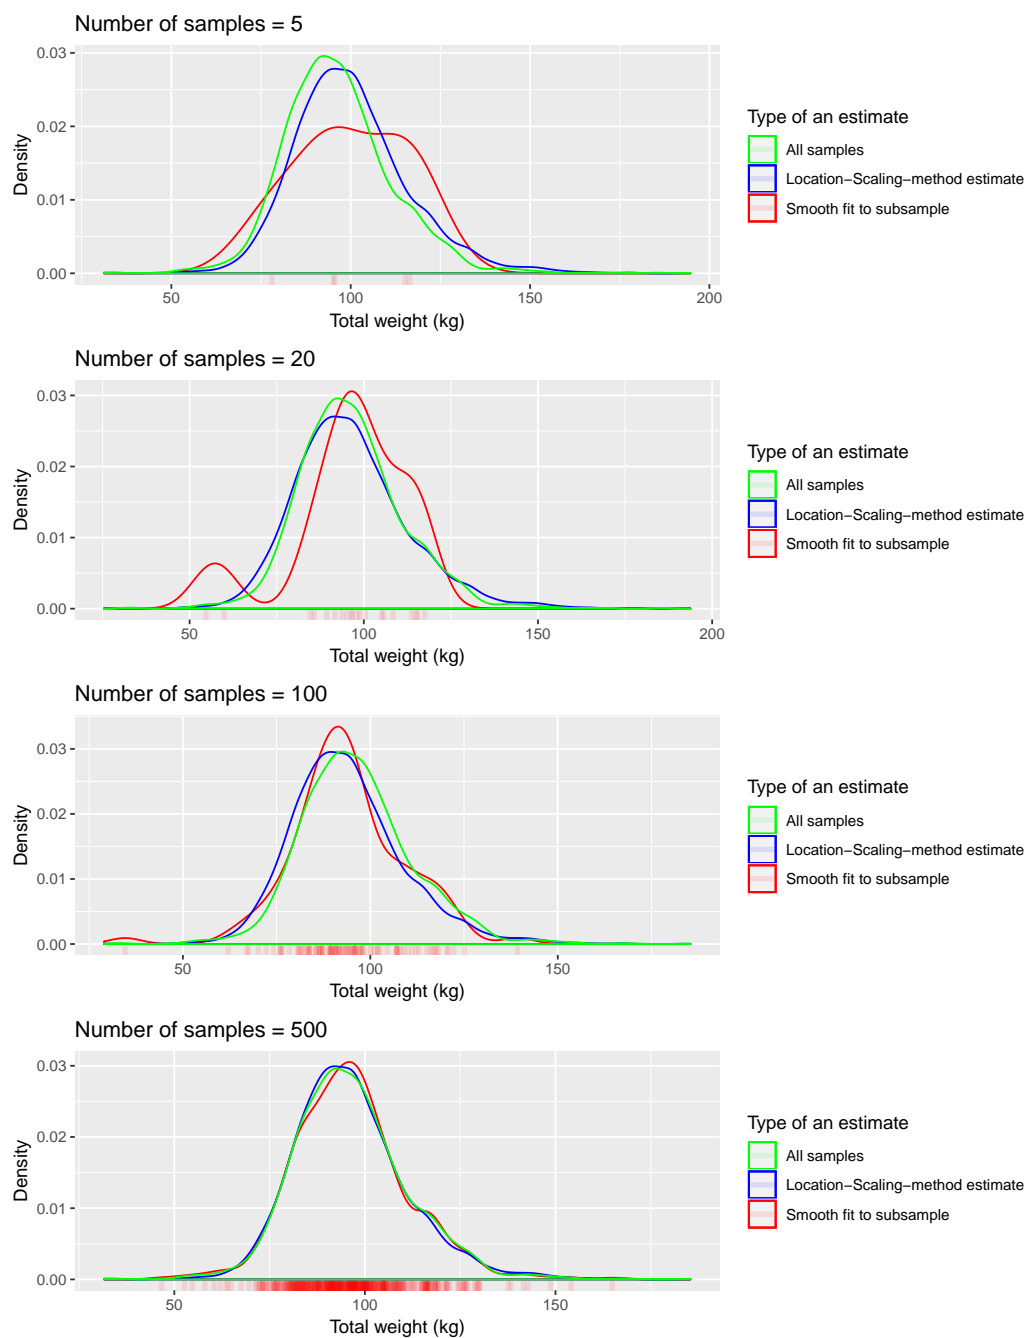 Number of samples = 5
0.03
0.02
0.01
0.00
Density
50
100
150
200
Total weight (kg)
Type of an estimate
All samples
Location−Scaling−method estimate
Smooth fit to subsample
Number of samples = 20
0.03
0.02
0.01
0.00
Density
50
100
150
200
Total weight (kg)
Type of an estimate
All samples
Location−Scaling−method estimate
Smooth fit to subsample
Number of samples = 100
0.03
0.02
0.01
0.00
Density
50
100
150
Total weight (kg)
Type of an estimate
All samples
Location−Scaling−method estimate
Smooth fit to subsample
Number of samples = 500
0.03
0.02
0.01
0.00
Density
50
100
150
Total weight (kg)
Type of an estimate
All samples
Location−Scaling−method estimate
Smooth fit to subsample